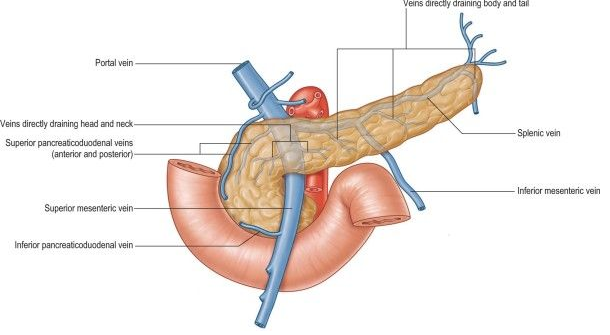 Veins directly draining body and tail
Portal vein
Veins directly draining head and neck
Superior pancreaticoduodenal veins
(anterior and posterior)
Splenic vein
Inferior mesenteric vein
Superior mesenteric vein
Inferior pancreaticoduodenal vein